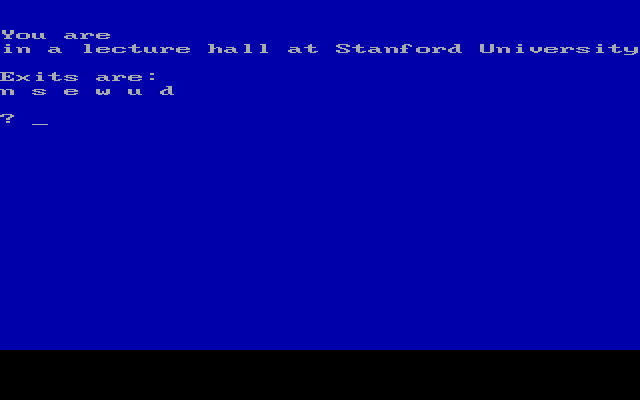 You are
in a lecture hall at Stanford University
Exits are:
n s e w u d
? _